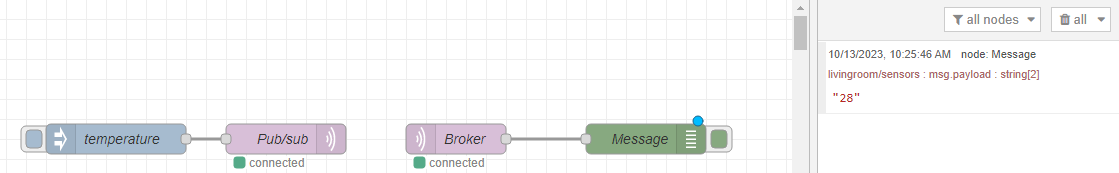 all nodes
all
10/13/2023, 10:25:46 AM node: Message
livingroom/sensors : msg.payload : string[2]
"28"
temperature
Pub/sub
connected
Broker
connected
Message